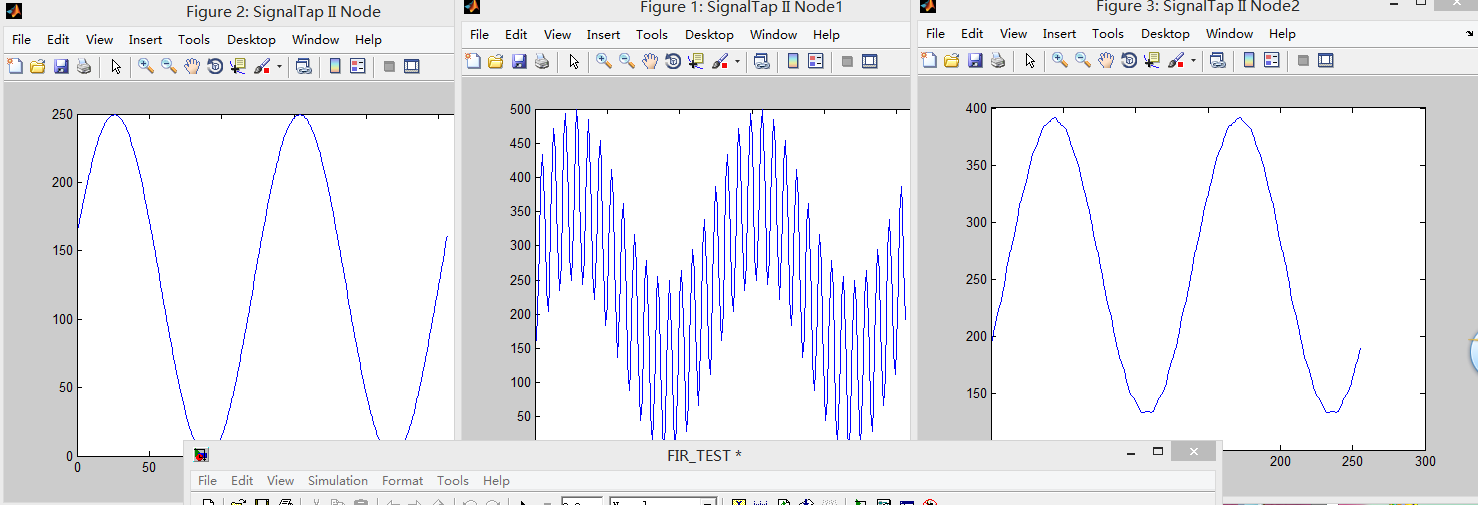 Figure 2: SignalTap II Node
File Edit View Insert Tools Desktop Window Help
250
200
150
100
50
0
0 50
Figure 1: SignalTap II Node1
File Edit View Insert Tools Desktop Window Help
500
450
400
350
300
250
200
150
100
50
Figure 3: SignalTap II Node2
File Edit View Insert Tools Desktop Window Help
400
350
300
250
200
150
200 250 300
FIR_TEST *
File Edit View Simulation Format Tools Help